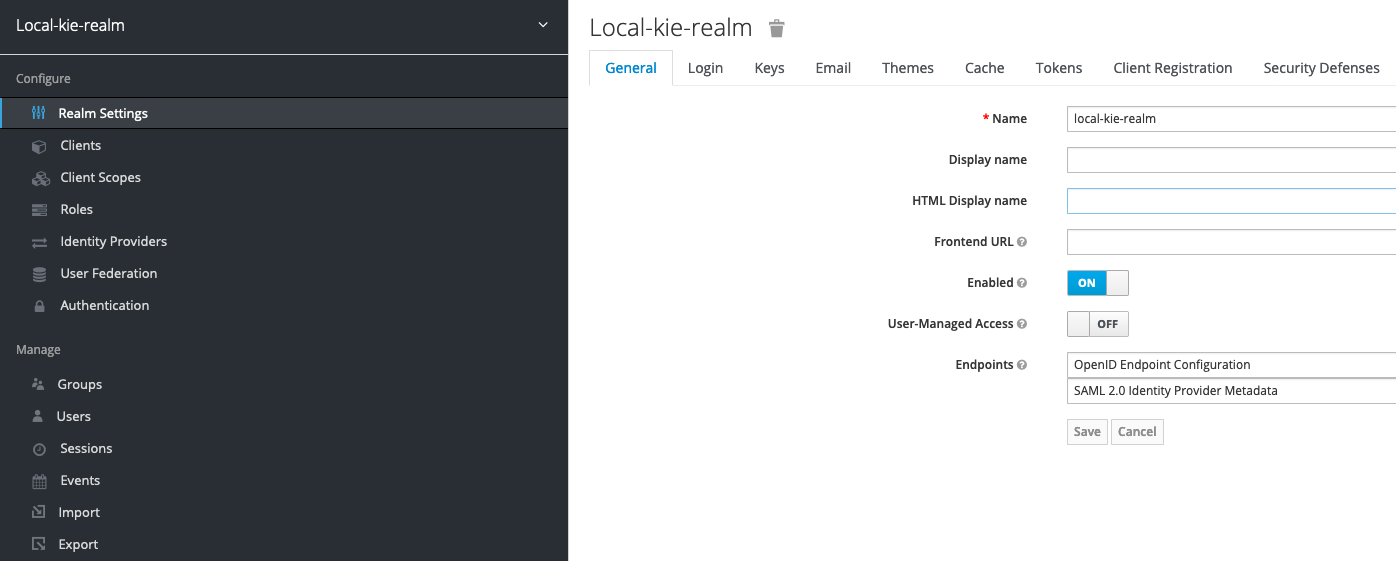 Local-kie-realm
Configure
Realm Settings
Clients
Client Scopes
Roles
Identity Providers
User Federation
Authentication
Manage
Groups
Users
Sessions
Events
Import
Export
Local-kie-realm
General Login Keys Email Themes Cache Tokens Client Registration Security Defenses
* Name local-kie-realm
Display name
HTML Display name
Frontend URL ?
Enabled ? ON
User-Managed Access ? OFF
Endpoints ? OpenID Endpoint Configuration
SAML 2.0 Identity Provider Metadata
Save Cancel